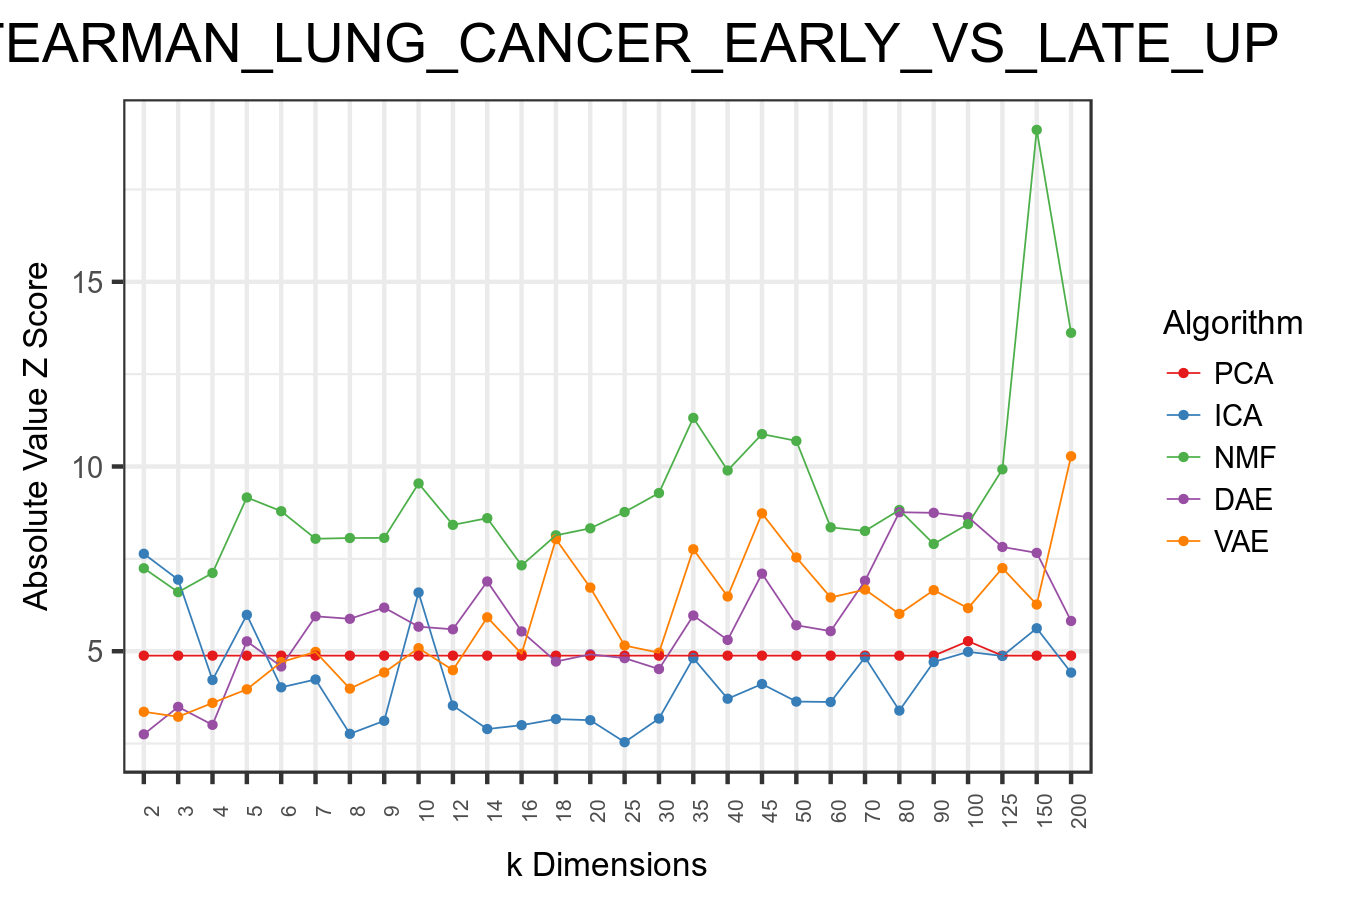 TEARMAN_LUNG_CANCER_EARLY_VS_LATE_UP
Absolute Value Z Score
15
10
5
2 3 4 5 6 7 8 9 10 12 14 16 18 20 25 30 35 40 45 50 60 70 80 90 100 125 150 200
k Dimensions
Algorithm
PCA
ICA
NMF
DAE
VAE